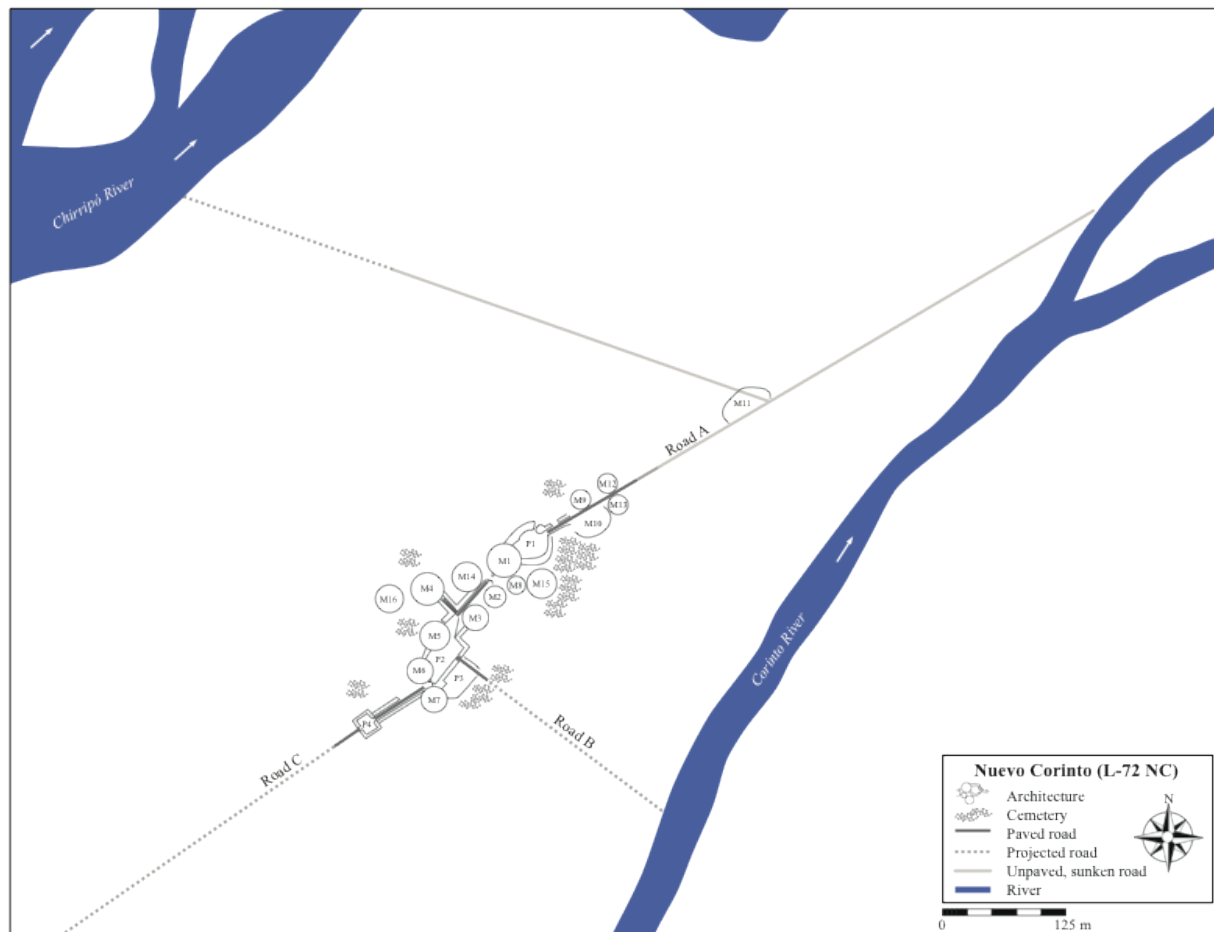 Chirripó River
M11
Road A
M12
M9
M13
M10
P1
M1
M14
M8
M15
M4
M2
M16
M3
M5
P2
M6
P3
M7
P4
Road B
Road C
Corinto River
Nuevo Corinto (L-72 NC)
N
Architecture
Cemetery
Paved road
Projected road
Unpaved, sunken road
River
0 125 m